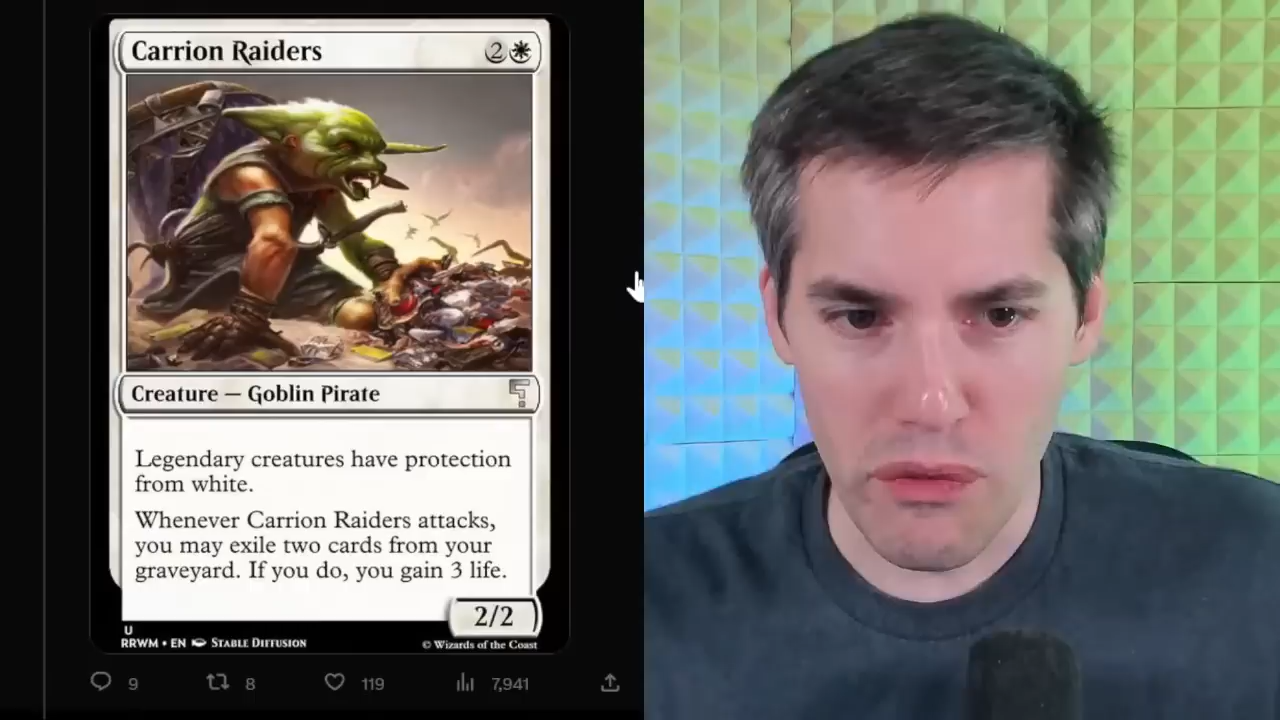 Carrion Raiders 2
Creature — Goblin Pirate
Legendary creatures have protection
from white.
Whenever Carrion Raiders attacks,
you may exile two cards from your
graveyard. If you do, you gain 3 life.
2/2
U
RRWM • EN STABLE DIFFUSION
© Wizards of the Coast
9 8 119 7,941